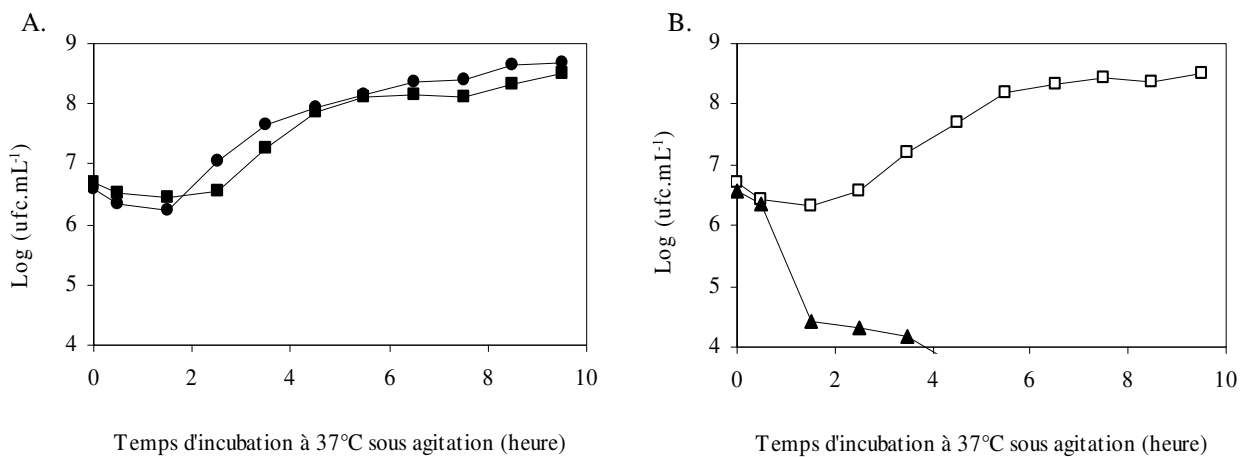 A.
9
8
7
6
5
4
Log (ufc.mL-1)
0 2 4 6 8 10
Temps d'incubation à 37°C sous agitation (heure)
B.
9
8
7
6
5
4
Log (ufc.mL-1)
0 2 4 6 8 10
Temps d'incubation à 37°C sous agitation (heure)